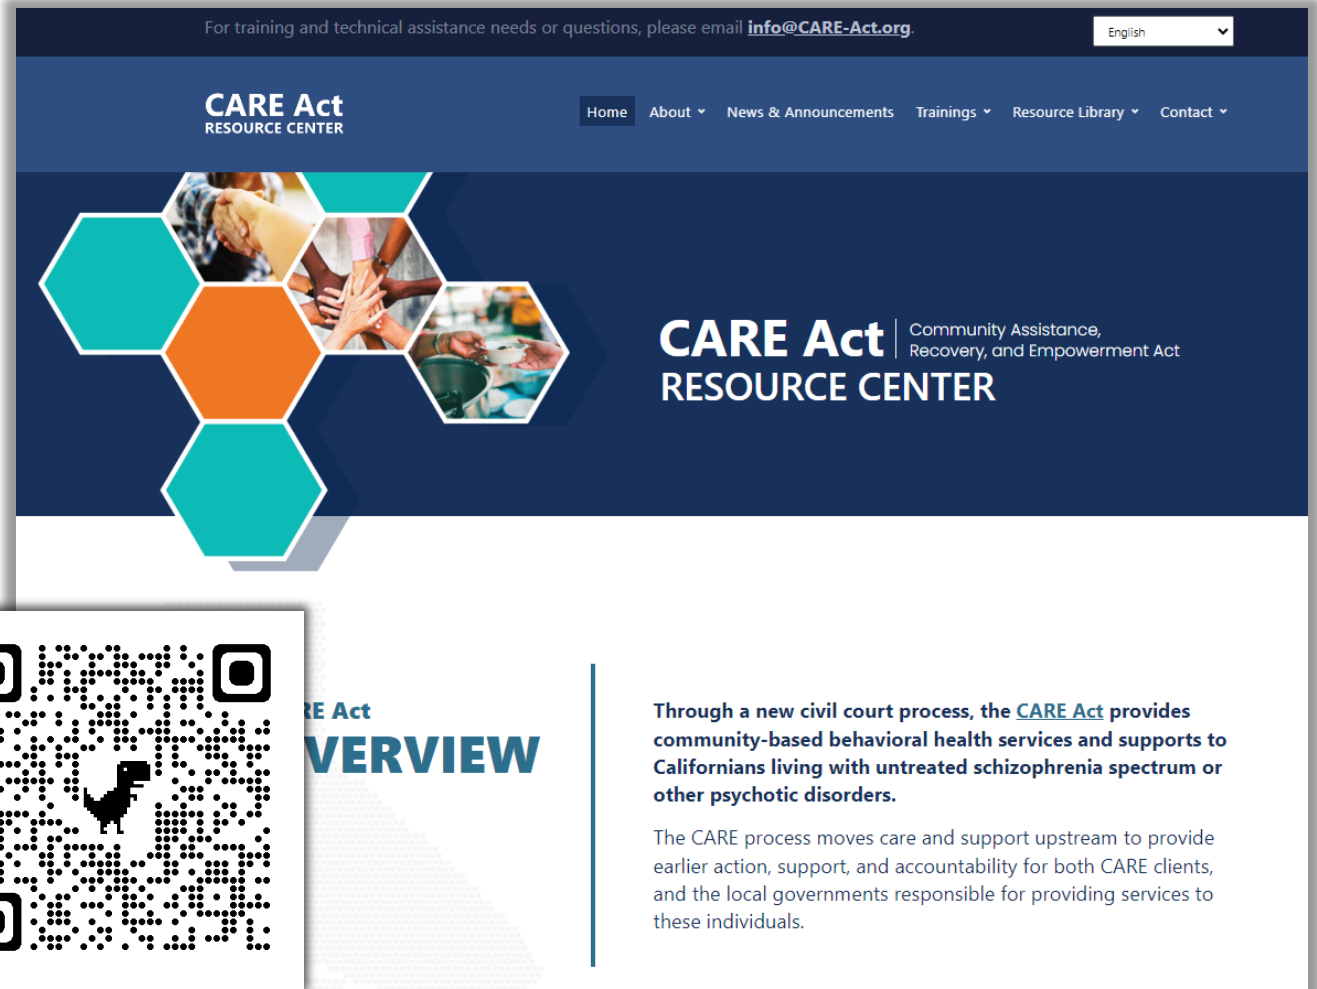 For training and technical assistance needs or questions, please email info@CARE-Act.org.
English
CARE Act
RESOURCE CENTER
Home About News & Announcements Trainings Resource Library Contact
CARE Act
Community Assistance,
Recovery, and Empowerment Act
RESOURCE CENTER
RE Act
VERVIEW
Through a new civil court process, the CARE Act provides
community-based behavioral health services and supports to
Californians living with untreated schizophrenia spectrum or
other psychotic disorders.
The CARE process moves care and support upstream to provide
earlier action, support, and accountability for both CARE clients,
and the local governments responsible for providing services to
these individuals.